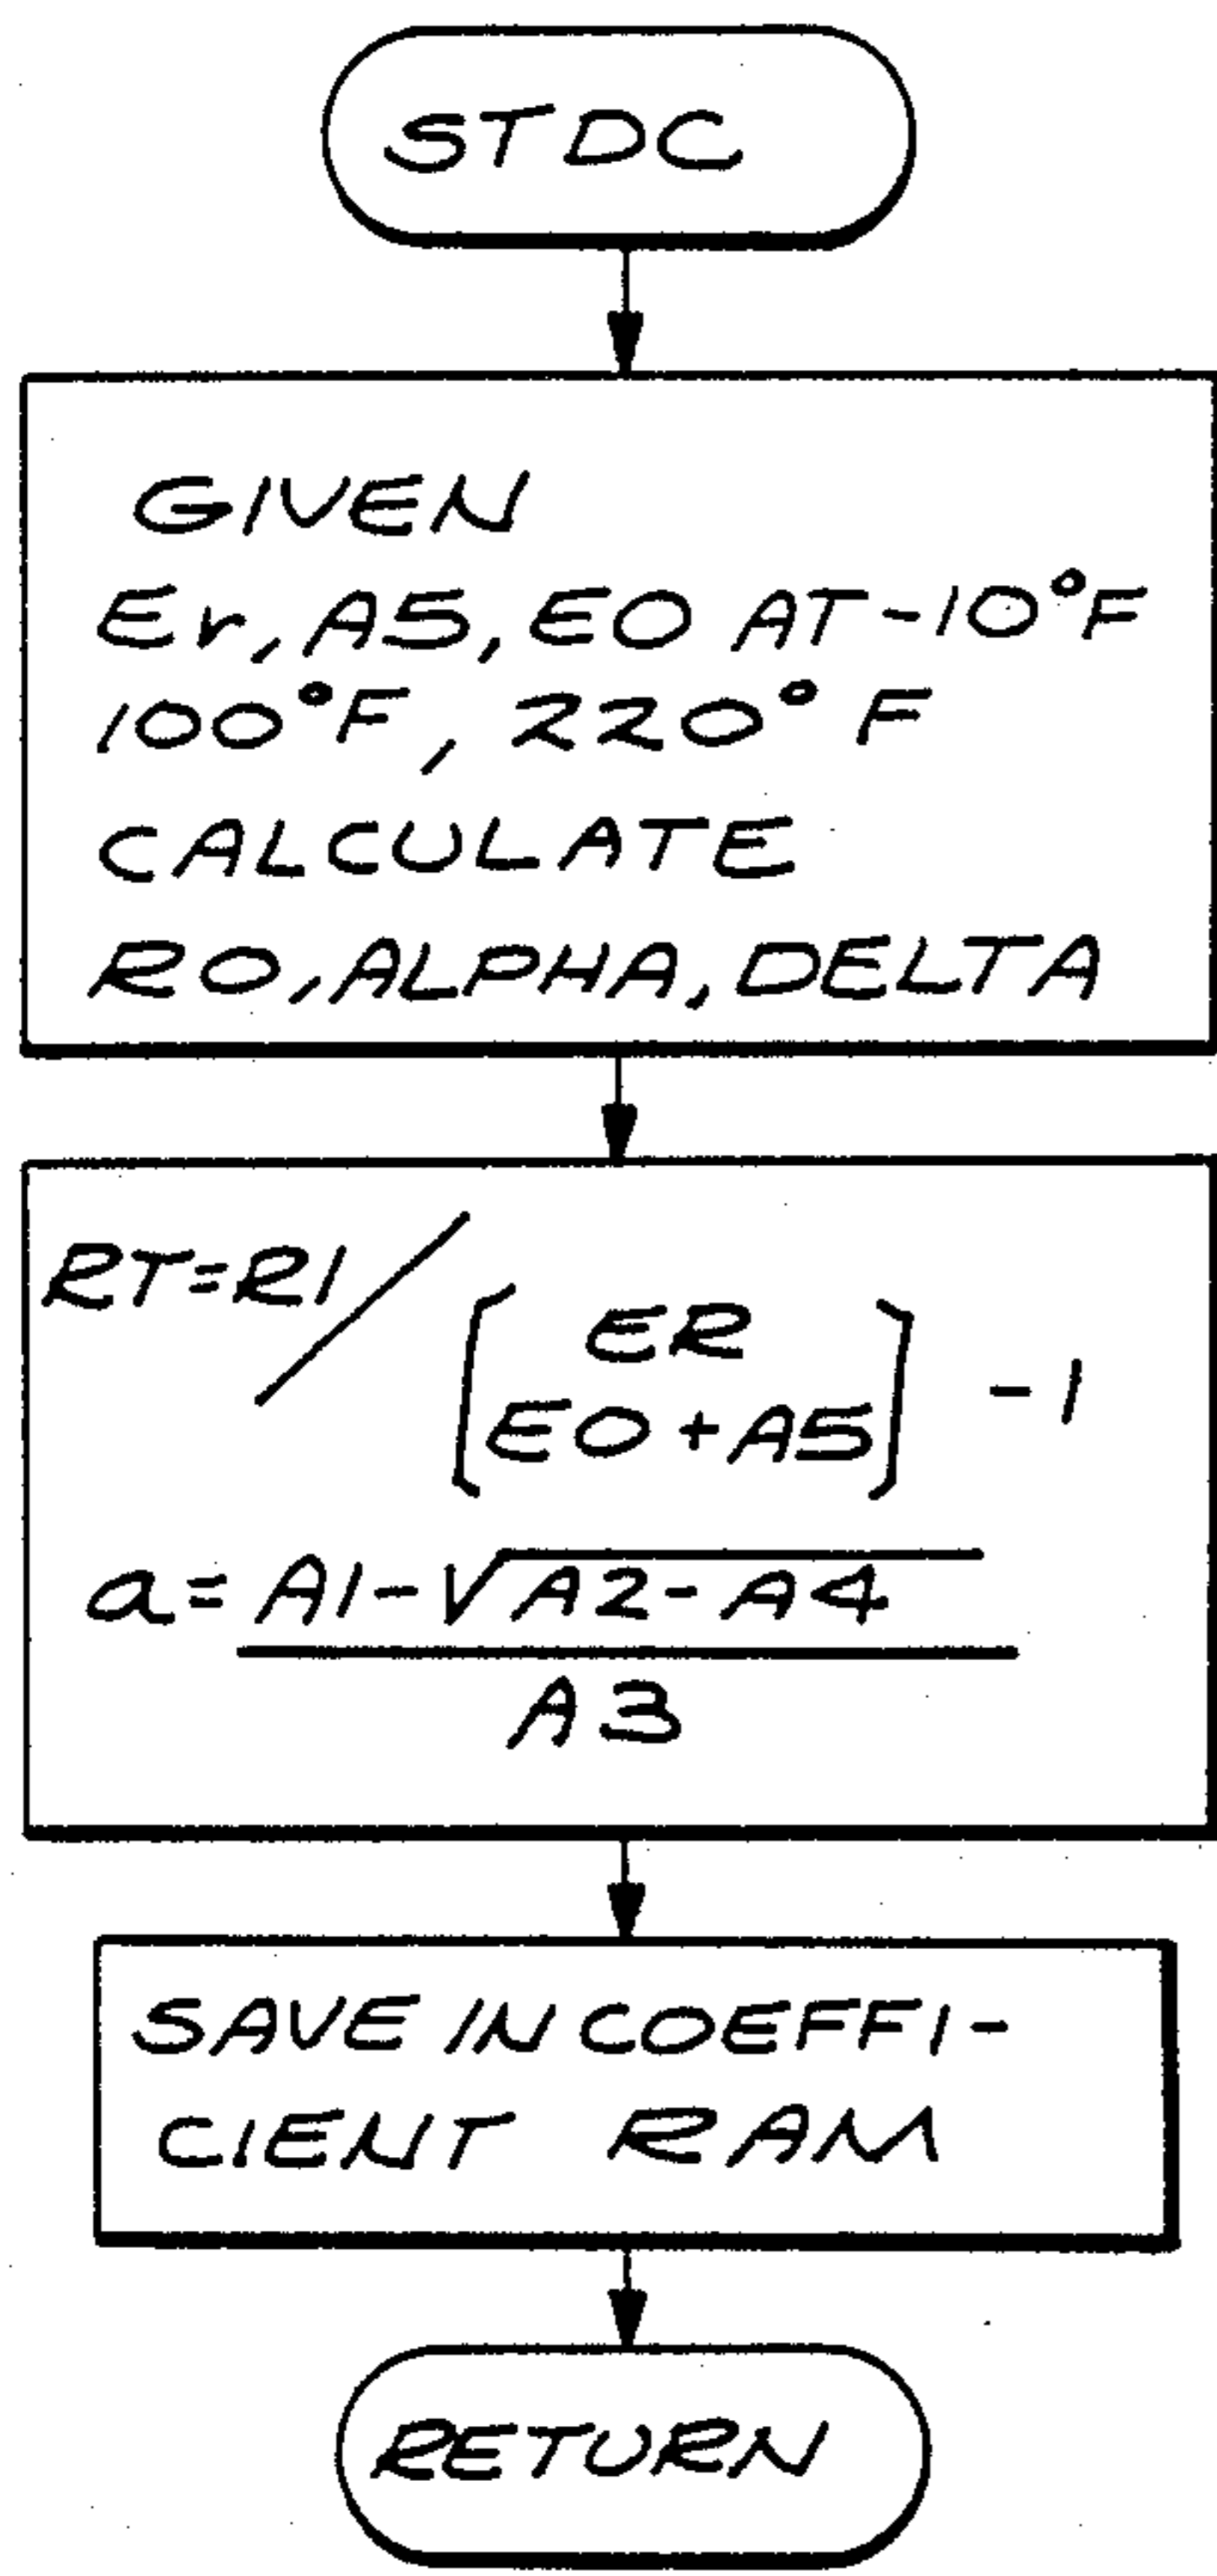 STDC
GIVEN
Er, A5, EO AT -10°F
100°F, 220° F
CALCULATE
RO, ALPHA, DELTA
RT=R1/
[ER
EO+A5] -1
a= A1-√A2-A4
A3
SAVE IN COEFFI-
CIENT RAM
RETURN